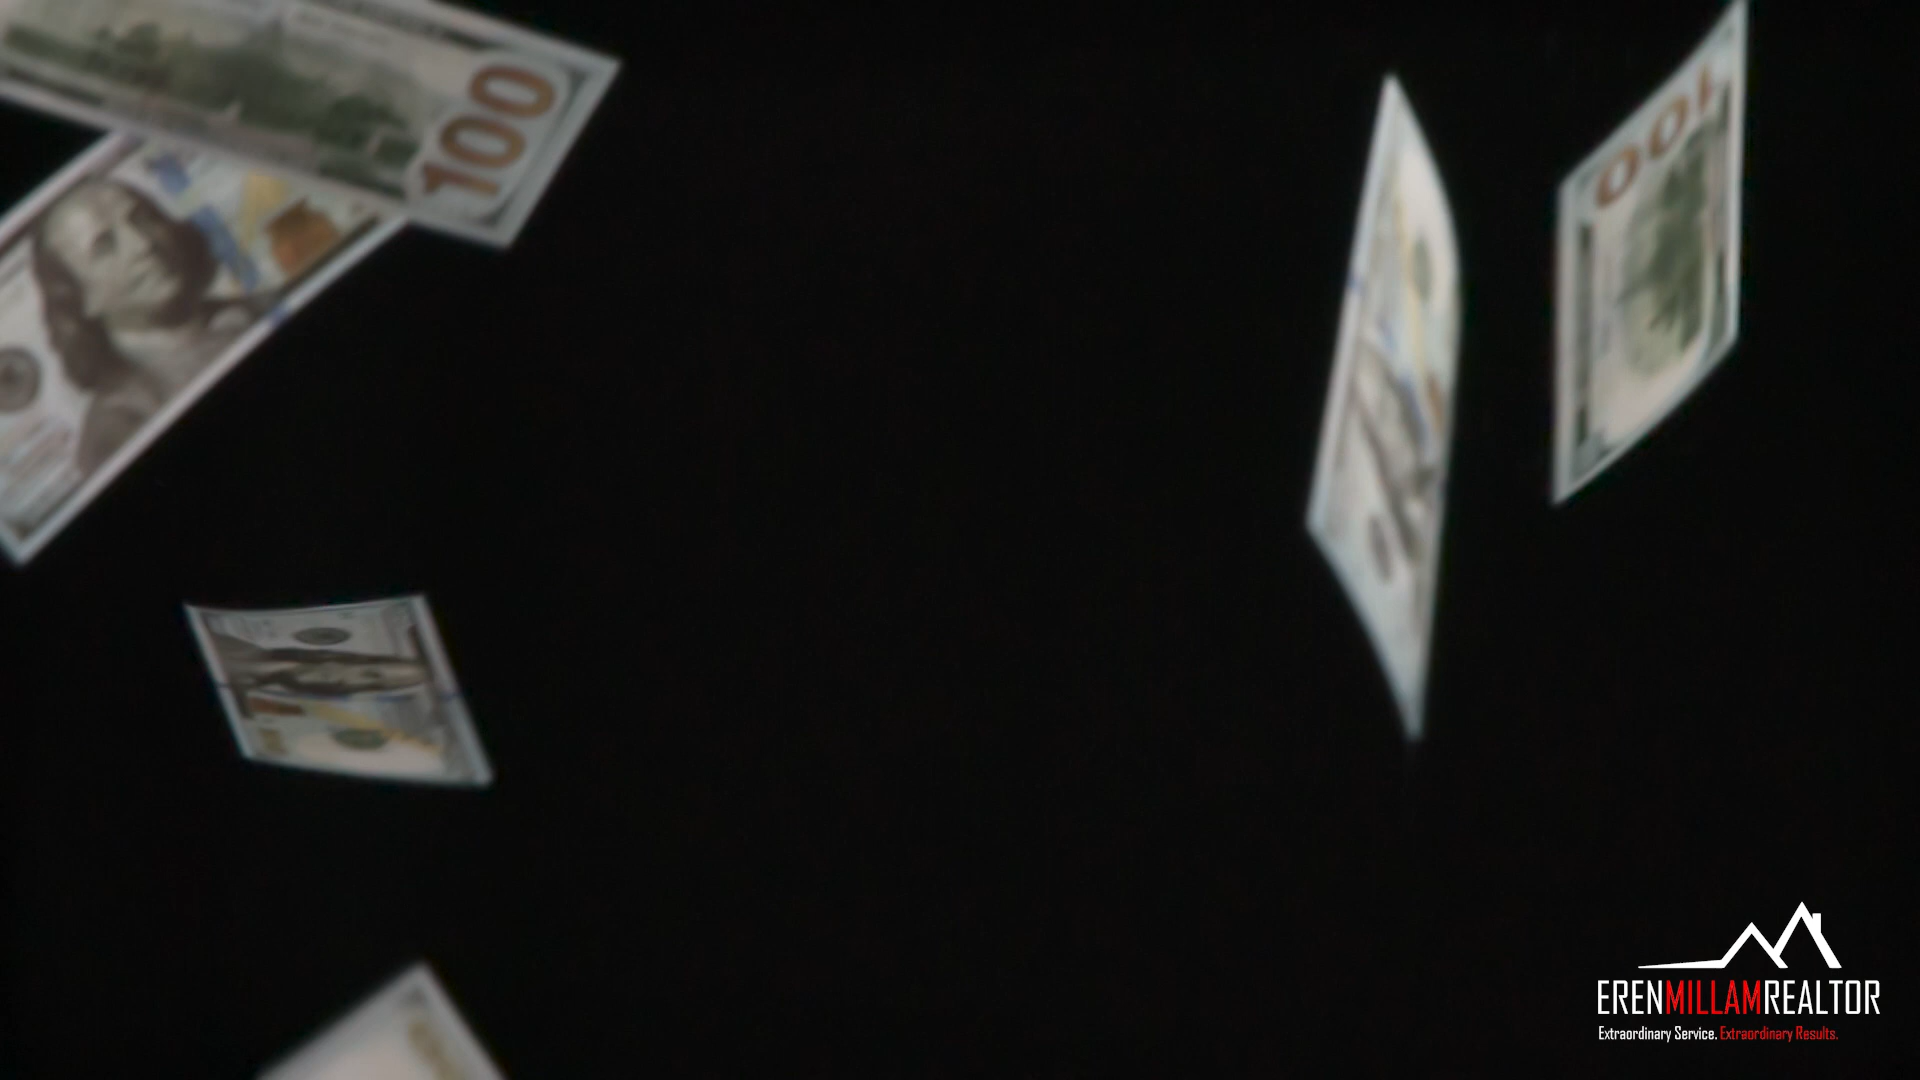 100
100
ERENMILLAMREALTOR
Extraordinary Service. Extraordinary Results.